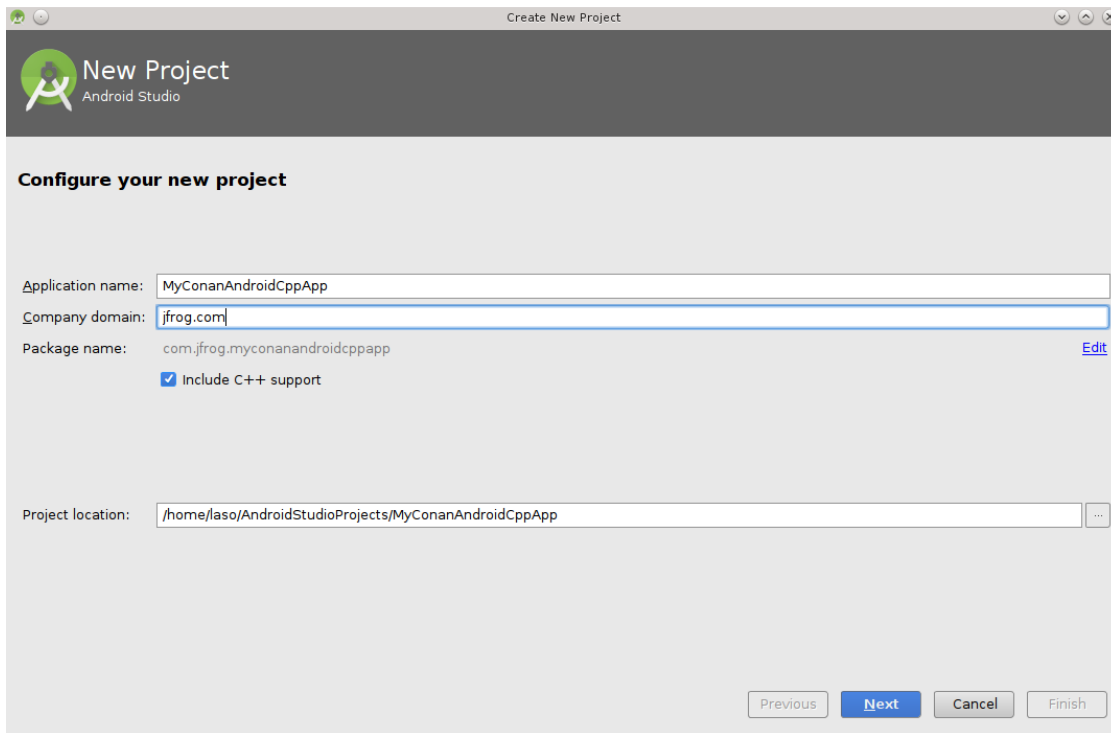 Create New Project
New Project
Android Studio
Configure your new project
Application name: MyConanAndroidCppApp
Company domain: jfrog.com
Package name: com.jfrog.myconanandroidcppapp Edit
Include C++ support
Project location: /home/laso/AndroidStudioProjects/MyConanAndroidCppApp ...
Previous Next Cancel Finish